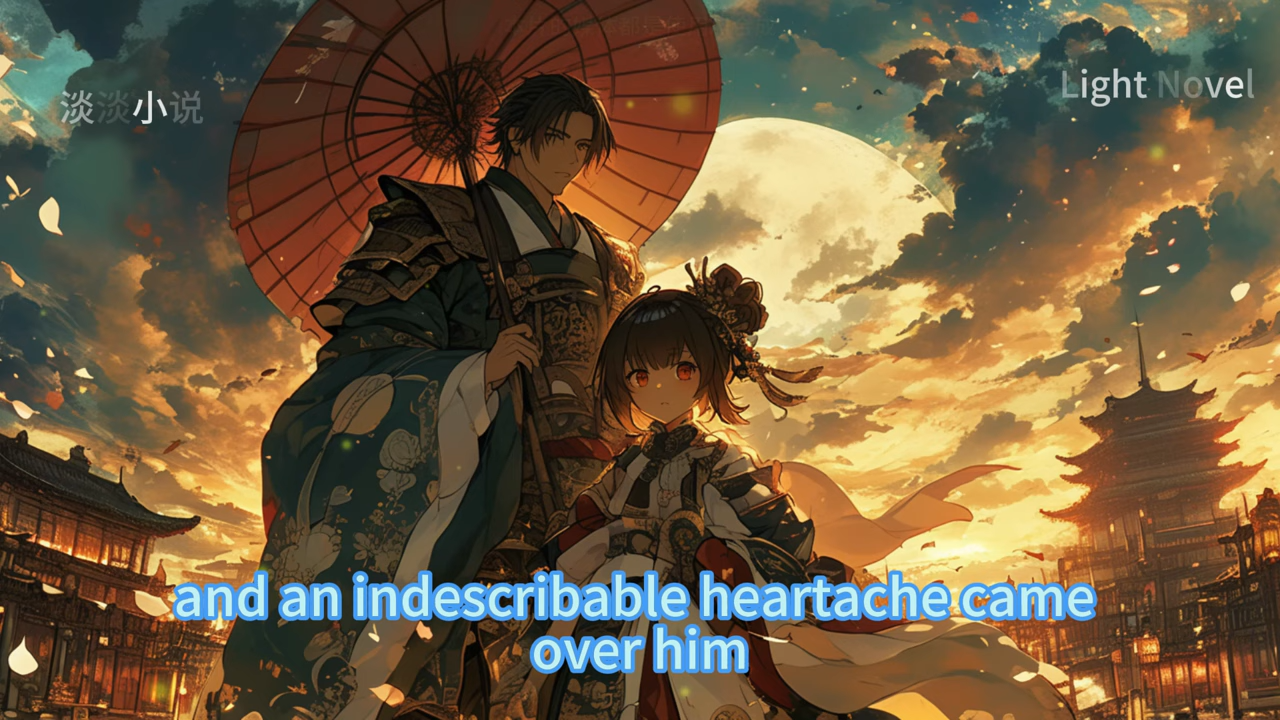 淡淡小说
Light Novel
and an indescribable heartache came
over him